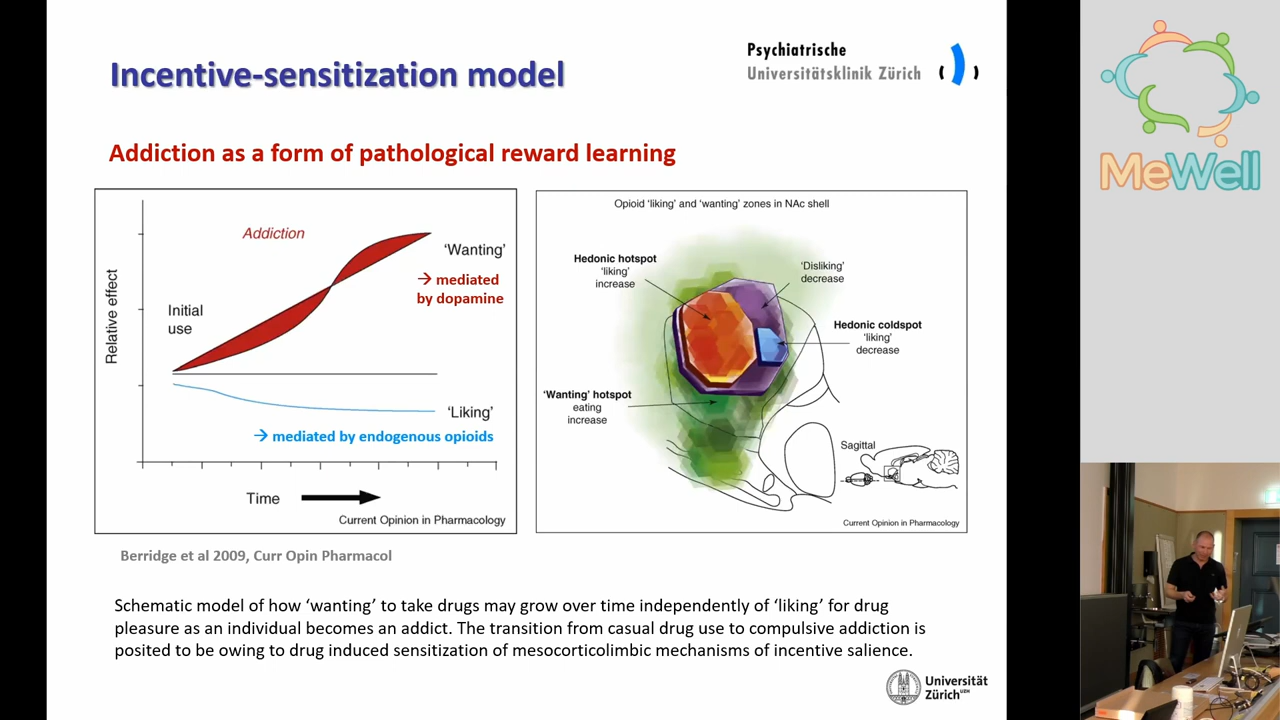 Incentive-sensitization model
Psychiatrische
Universitätsklinik Zürich
MeWell
Addiction as a form of pathological reward learning
Addiction
'Wanting'
→ mediated
by dopamine
Initial
use
Relative effect
'Liking'
→ mediated by endogenous opioids
Time
Current Opinion in Pharmacology
Opioid 'liking' and 'wanting' zones in NAc shell
Hedonic hotspot
'liking'
increase
'Disliking'
decrease
Hedonic coldspot
'liking'
decrease
'Wanting' hotspot
eating
increase
Sagittal
Current Opinion in Pharmacology
Berridge et al 2009, Curr Opin Pharmacol
Schematic model of how ‘wanting’ to take drugs may grow over time independently of ‘liking’ for drug
pleasure as an individual becomes an addict. The transition from casual drug use to compulsive addiction is
posited to be owing to drug induced sensitization of mesocorticolimbic mechanisms of incentive salience.
Universität
Zürich UZH